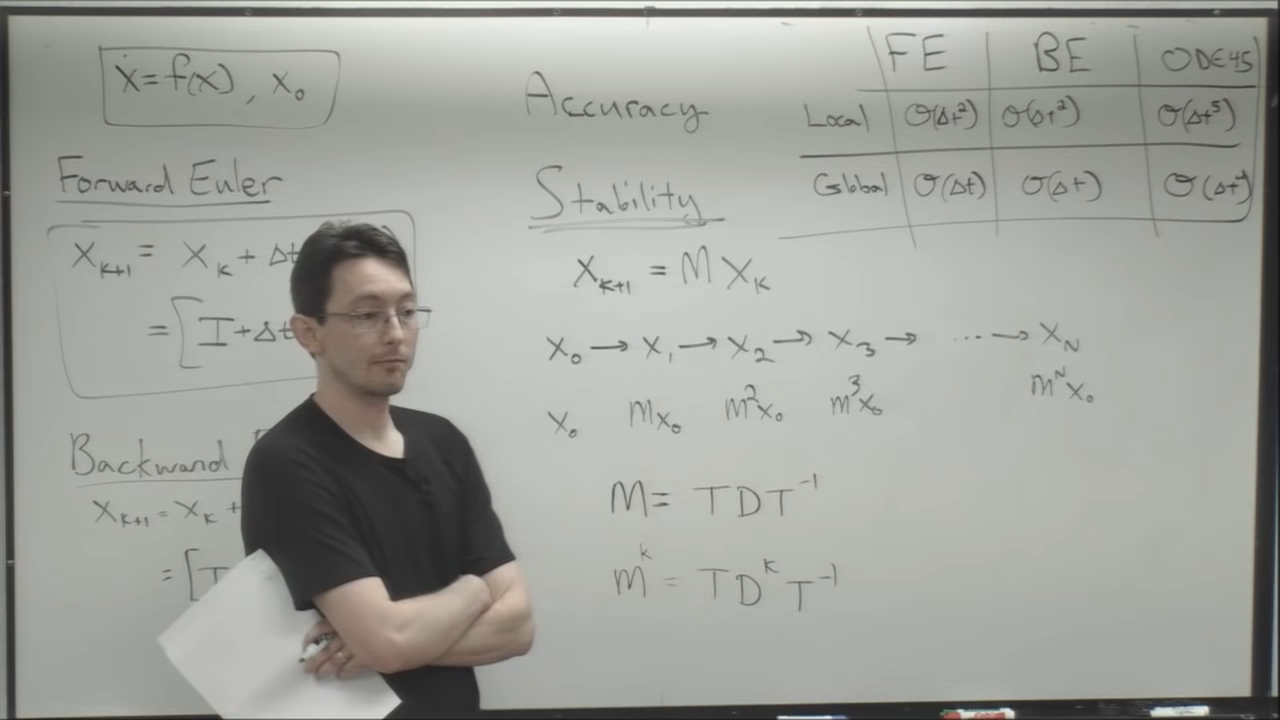 ẋ=f(x), x₀
Forward Euler
X_{K+1} = X_K + Δt
= [I+Δt
Backward
X_{K+1} = X_K +
= [I
Accuracy
Stability
X_{K+1} = M X_K
X₀ → X₁ → X₂ → X₃ → ... → X_N
X₀ MX₀ M²X₀ M³X₀ M^N X₀
M = TDT⁻¹
M^K = TD^K T⁻¹
FE BE ODE45
Local O(Δt²) O(Δt²) O(Δt⁵)
Global O(Δt) O(Δt) O(Δt⁴)